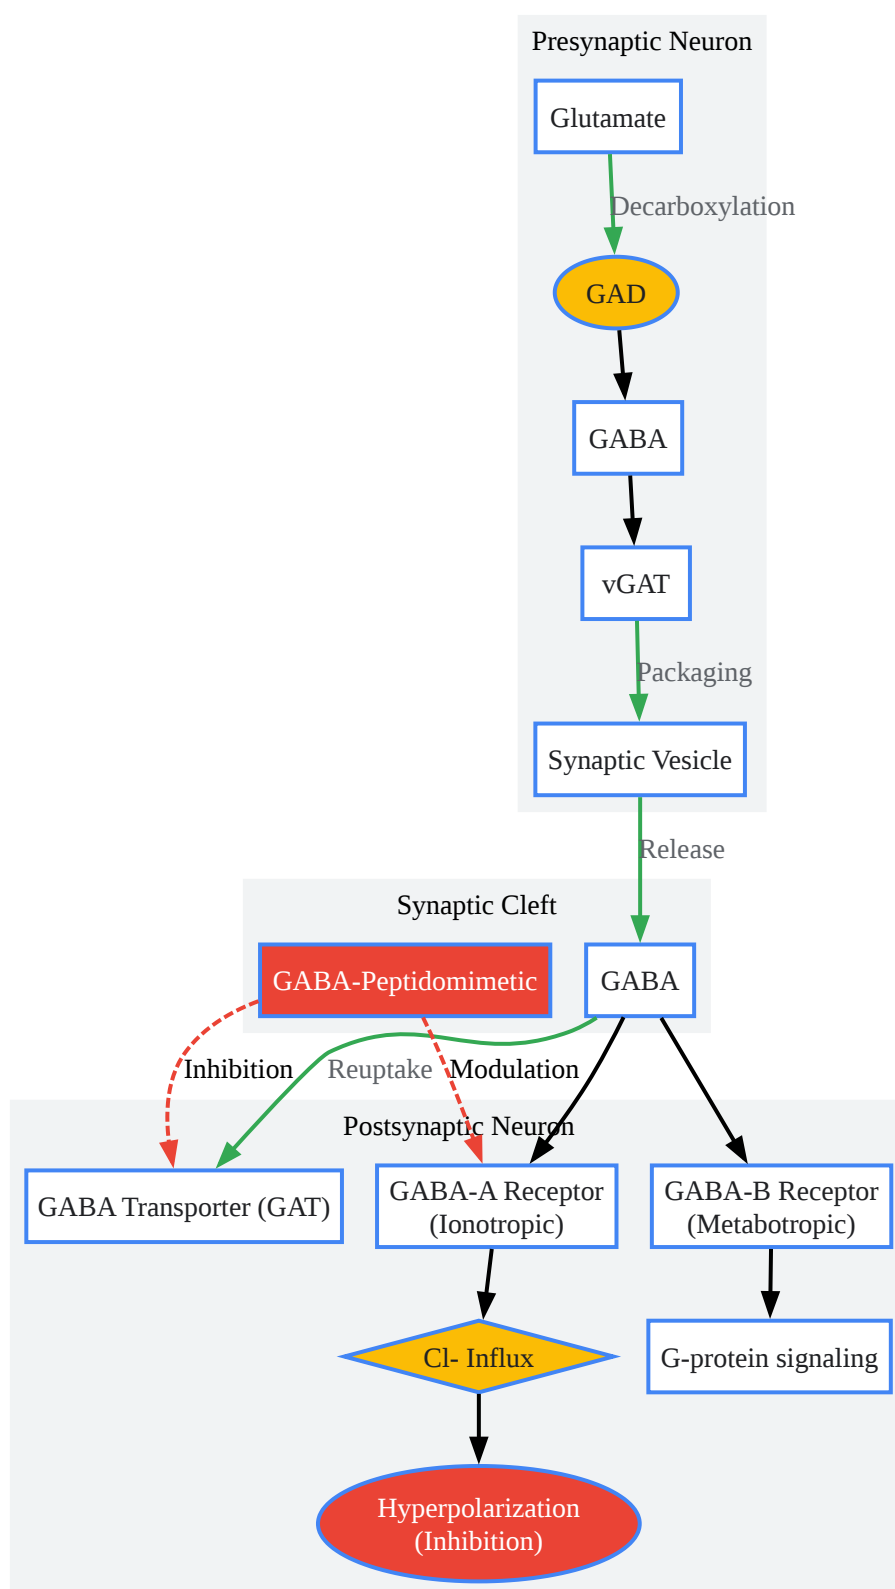 Presynaptic Neuron
Glutamate
Decarboxylation
GAD
GABA
vGAT
Packaging
Synaptic Vesicle
Release
Synaptic Cleft
GABA-Peptidomimetic
GABA
Inhibition
Reuptake
Modulation
Postsynaptic Neuron
GABA Transporter (GAT)
GABA-A Receptor
(Ionotropic)
GABA-B Receptor
(Metabotropic)
Cl- Influx
G-protein signaling
Hyperpolarization
(Inhibition)